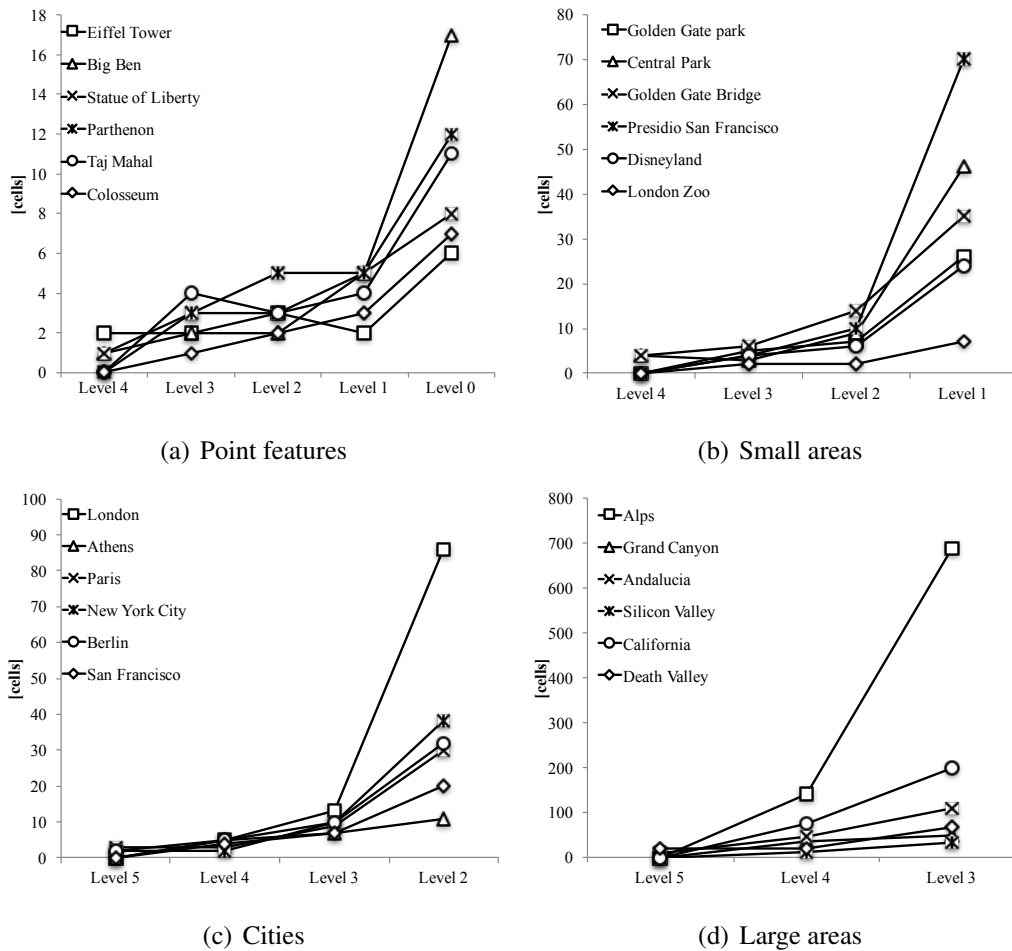 18
16
14
12
10
8
6
4
2
0
[cells]
Eiffel Tower
Big Ben
Statue of Liberty
Parthenon
Taj Mahal
Colosseum
Level 4 Level 3 Level 2 Level 1 Level 0
(a) Point features
80
70
60
50
40
30
20
10
0
[cells]
Golden Gate park
Central Park
Golden Gate Bridge
Presidio San Francisco
Disneyland
London Zoo
Level 4 Level 3 Level 2 Level 1
(b) Small areas
100
90
80
70
60
50
40
30
20
10
0
[cells]
London
Athens
Paris
New York City
Berlin
San Francisco
Level 5 Level 4 Level 3 Level 2
(c) Cities
800
700
600
500
400
300
200
100
0
[cells]
Alps
Grand Canyon
Andalucia
Silicon Valley
California
Death Valley
Level 5 Level 4 Level 3
(d) Large areas